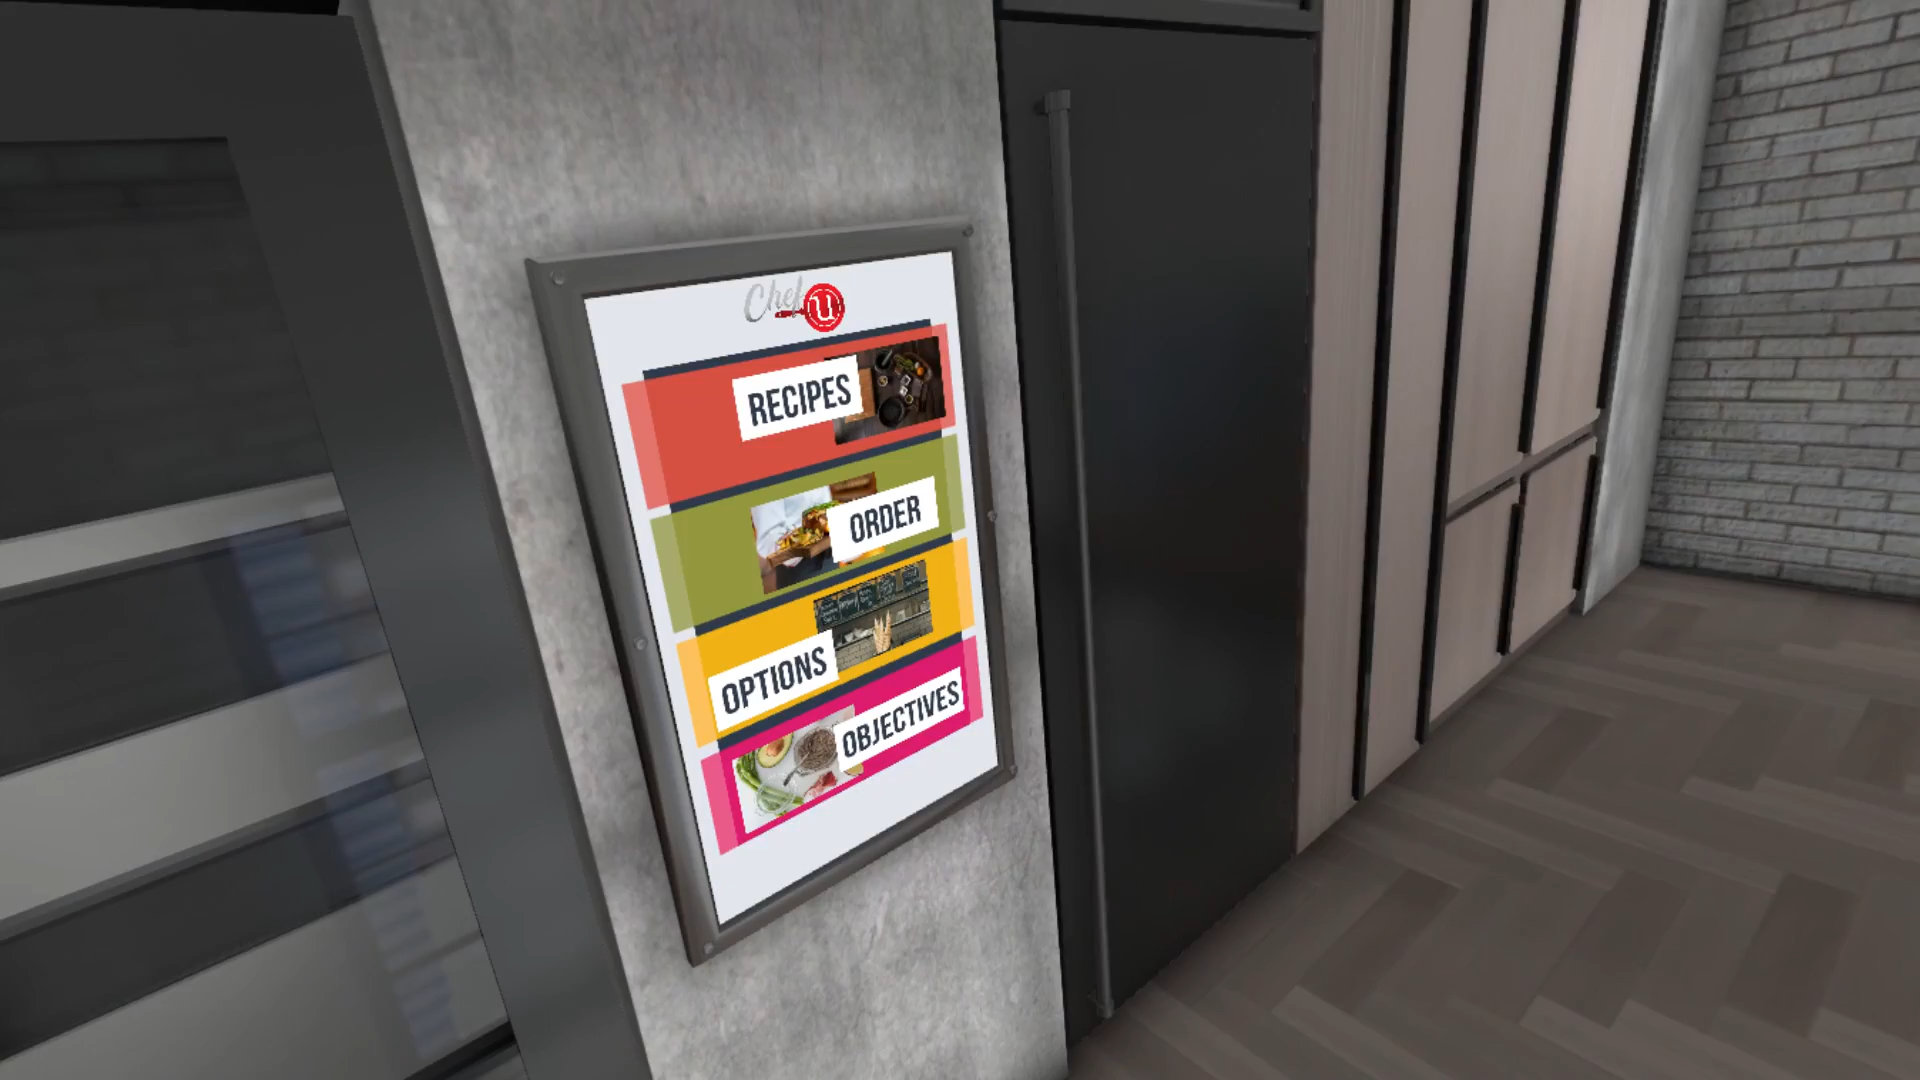 Chef U
RECIPES
ORDER
OPTIONS
OBJECTIVES